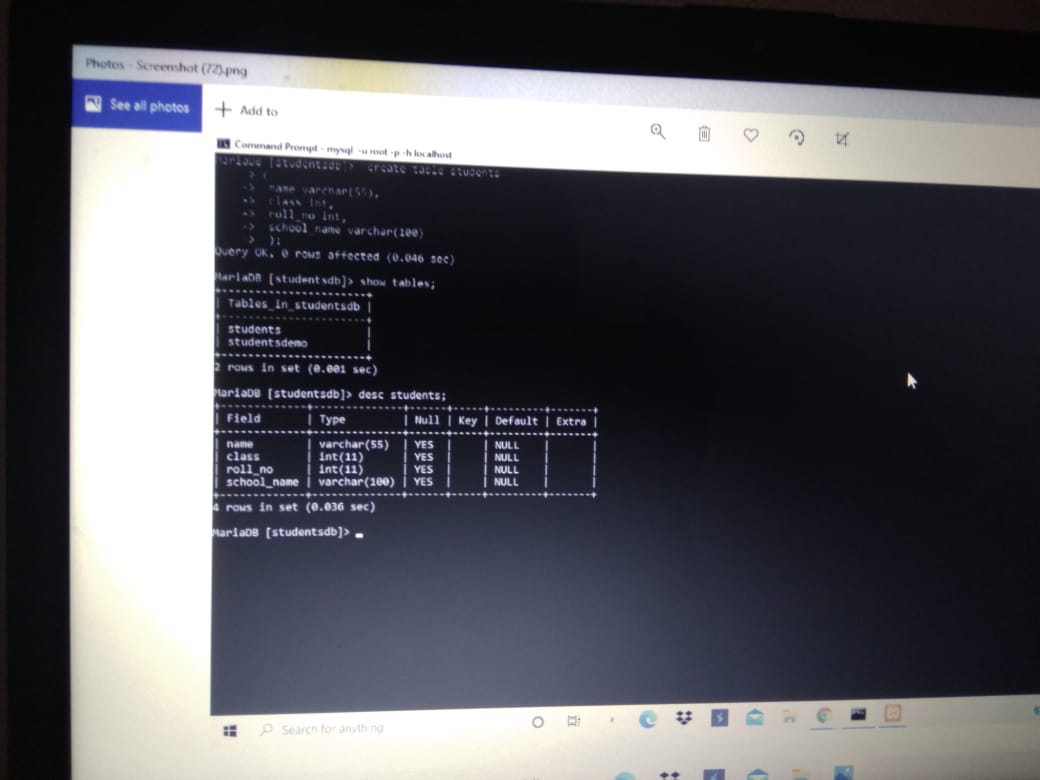 Photos - Screenshot (72).png
See all photos
+ Add to
Command Prompt - mysql -u root -p -h localhost
MariaDB [studentsdb]> create table students
-> (
-> name varchar(55),
-> class int,
-> roll_no int,
-> school_name varchar(100)
-> );
Query OK, 0 rows affected (0.046 sec)
MariaDB [studentsdb]> show tables;
+----------------------+
| Tables_in_studentsdb |
+----------------------+
| students |
| studentsdemo |
+----------------------+
2 rows in set (0.001 sec)
MariaDB [studentsdb]> desc students;
+-------------+--------------+------+-----+---------+-------+
| Field | Type | Null | Key | Default | Extra |
+-------------+--------------+------+-----+---------+-------+
| name | varchar(55) | YES | | NULL | |
| class | int(11) | YES | | NULL | |
| roll_no | int(11) | YES | | NULL | |
| school_name | varchar(100) | YES | | NULL | |
+-------------+--------------+------+-----+---------+-------+
4 rows in set (0.036 sec)
MariaDB [studentsdb]>
Search for anything